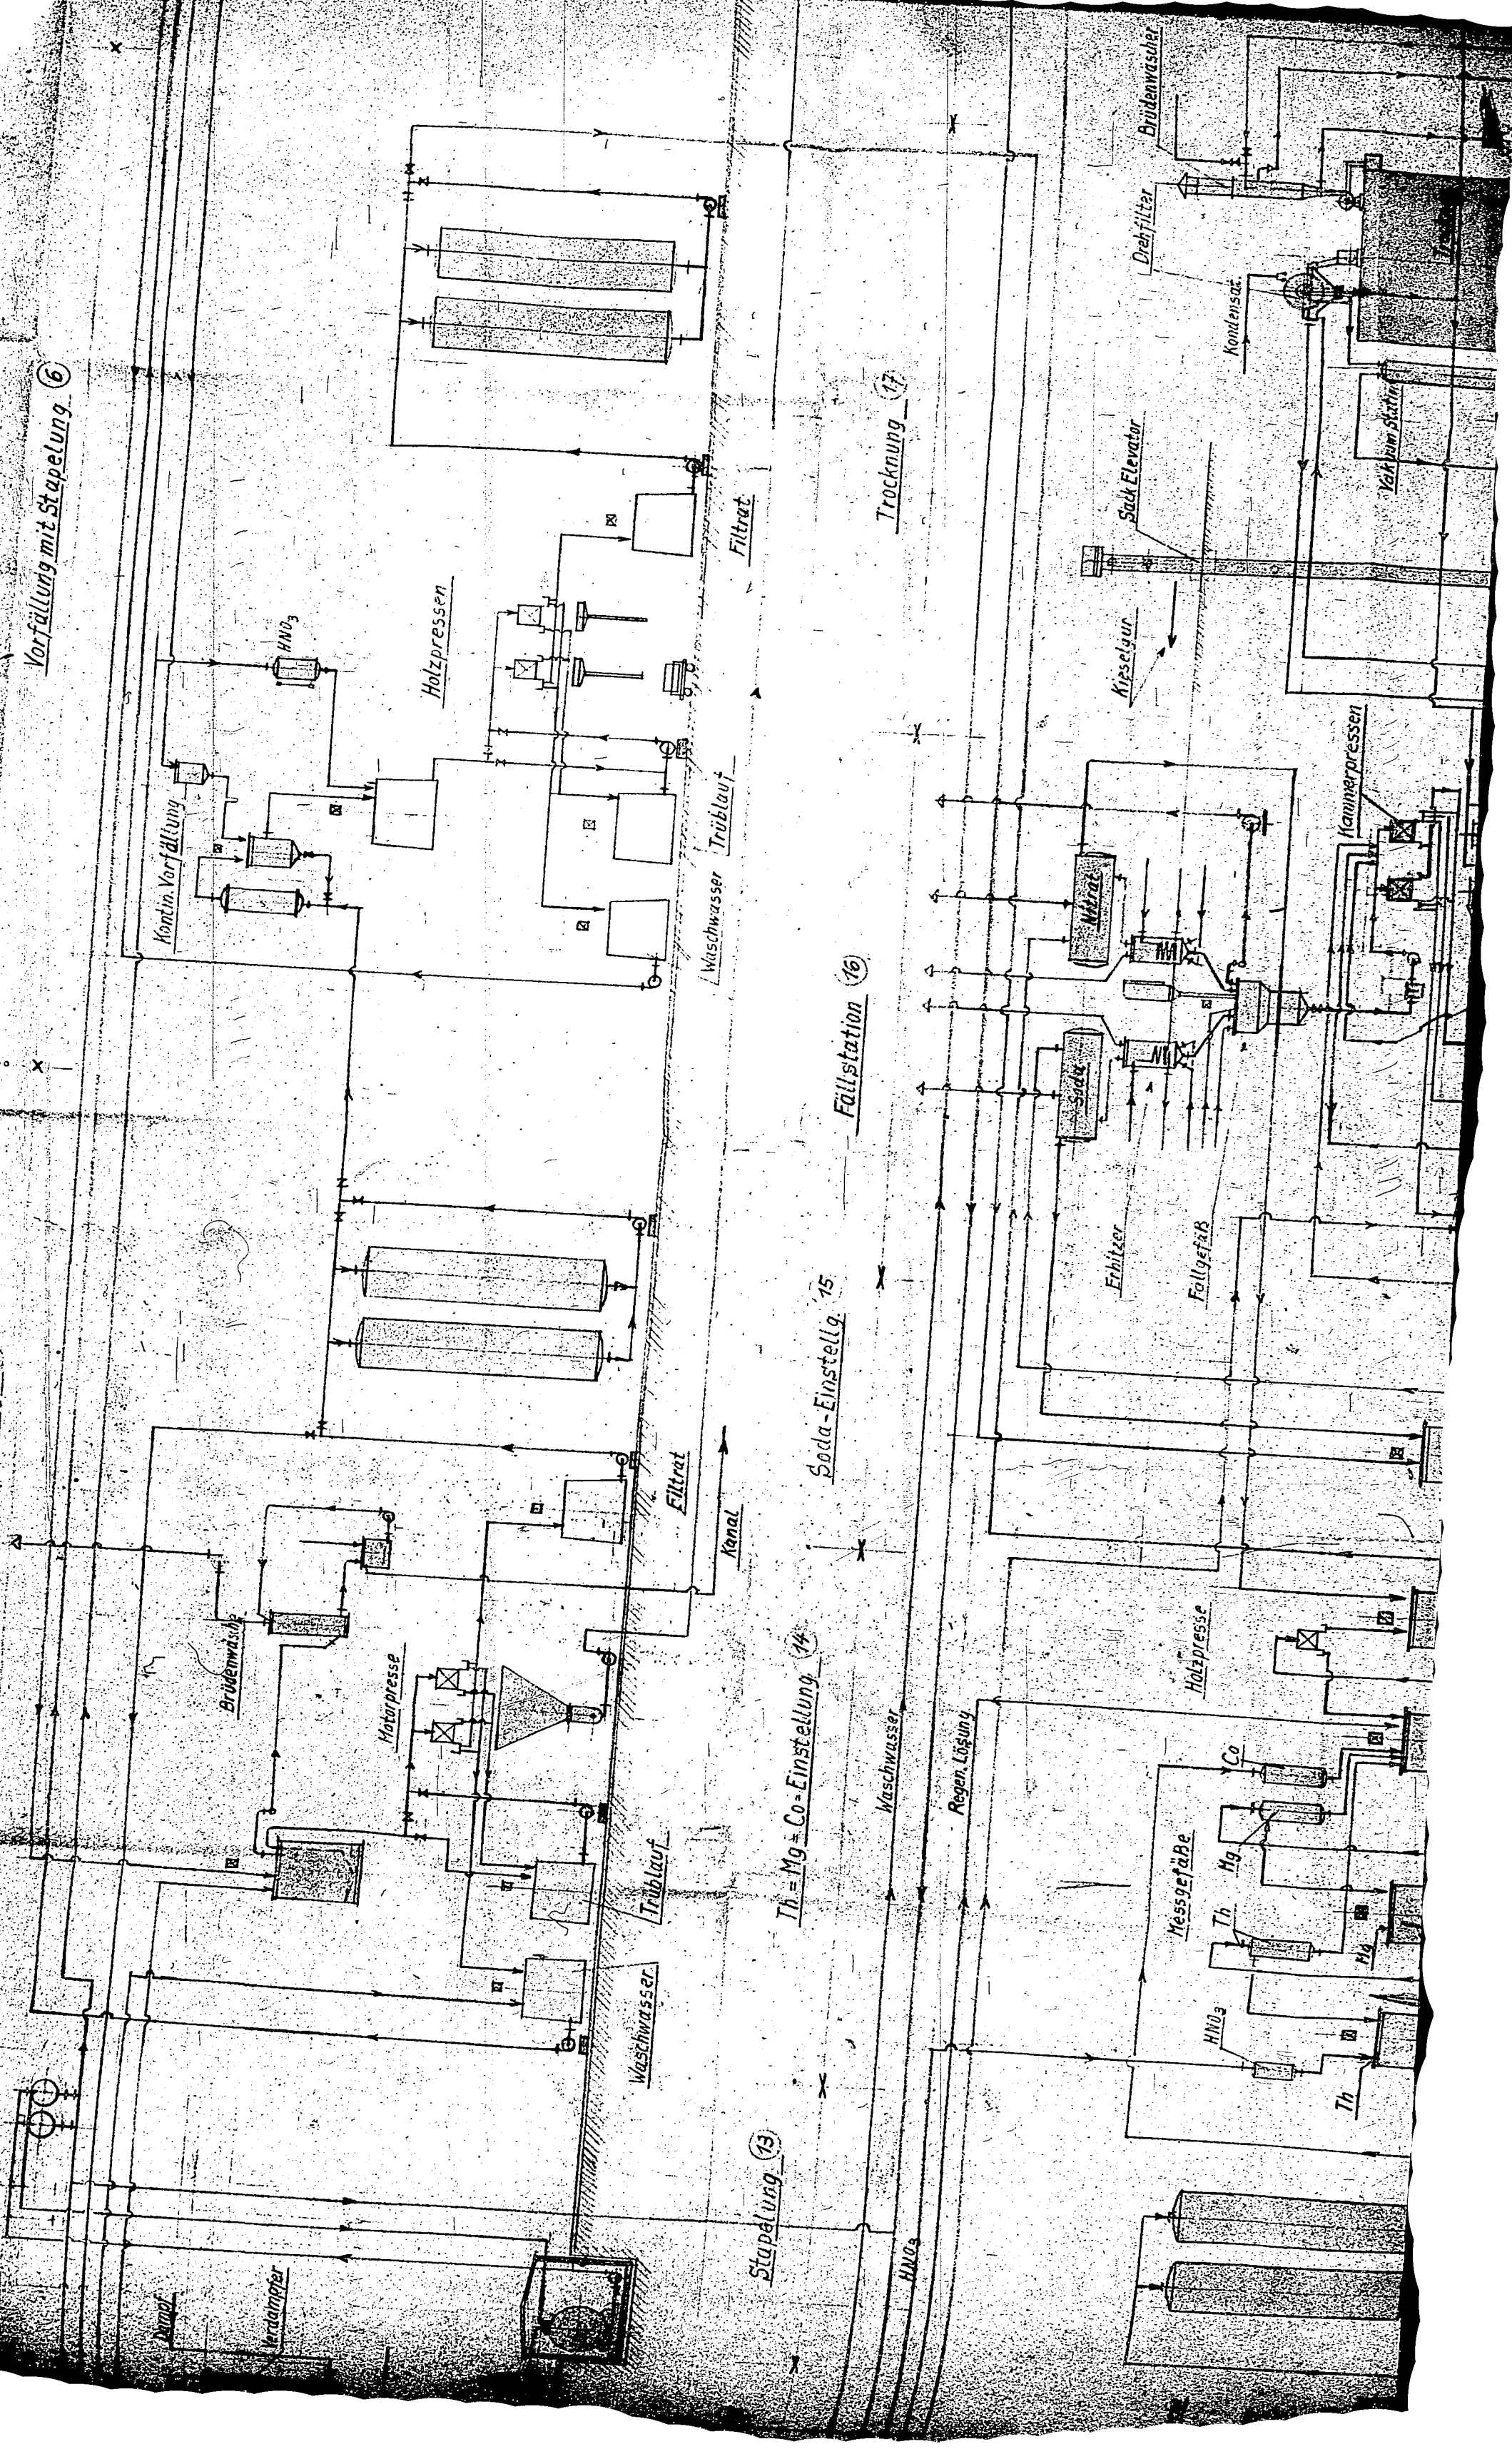 Vorfällung mit Stapelung 6
HNO3
Kontin. Vorfällung
Holzpressen
Filtrat
Trüblauf
Waschwasser
Brüdenwäsche
Motorpresse
Filtrat
Kanal
Trüblauf
Waschwasser
Dampf
Verdampfer
Stapelung 13
Th = Mg = Co = Einstellung 14
Soda-Einstellg. 15
Fällstation 16
Trocknung 17
Waschwasser
Regen. Lösung
HNO3
HNO3
Th
Messgefäße
Th
Mg
Mg
Co
Holzpresse
Erhitzer
Fällgefäß
Soda
Nitrat
Kammerpressen
Kieselgur
Sack Elevator
Vakuum Station
Kondensat
Drehfilter
Brüdenwäscher